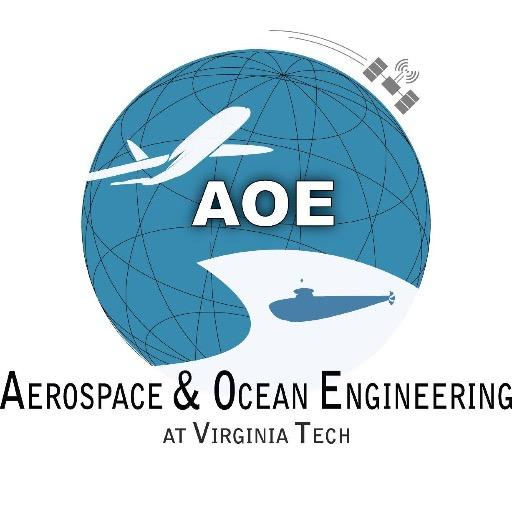 AOE
AEROSPACE & OCEAN ENGINEERING
AT VIRGINIA TECH